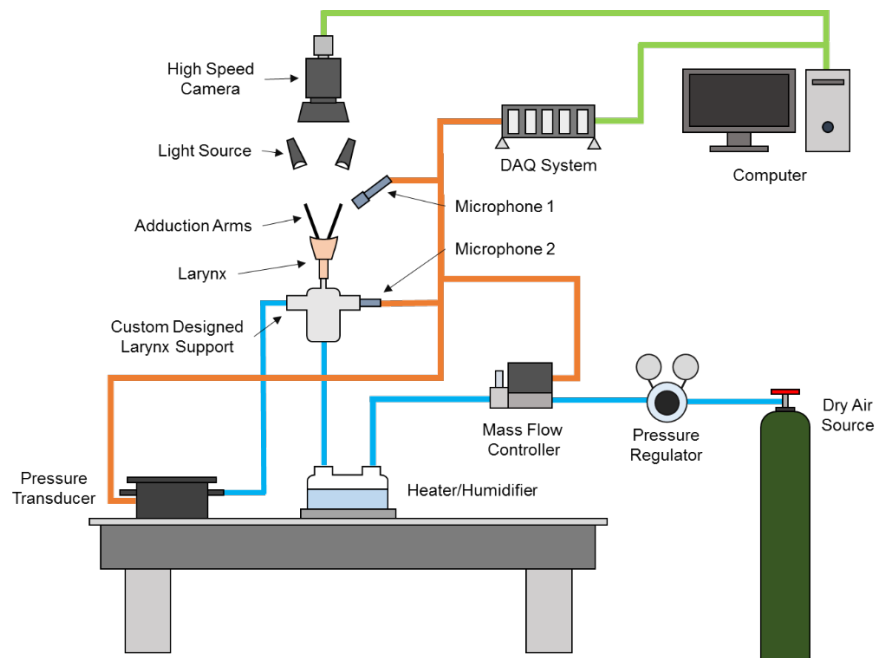 High Speed
Camera
Light Source
DAQ System
Computer
Adduction Arms
Microphone 1
Larynx
Microphone 2
Custom Designed
Larynx Support
Mass Flow
Controller
Pressure
Regulator
Dry Air
Source
Pressure
Transducer
Heater/Humidifier